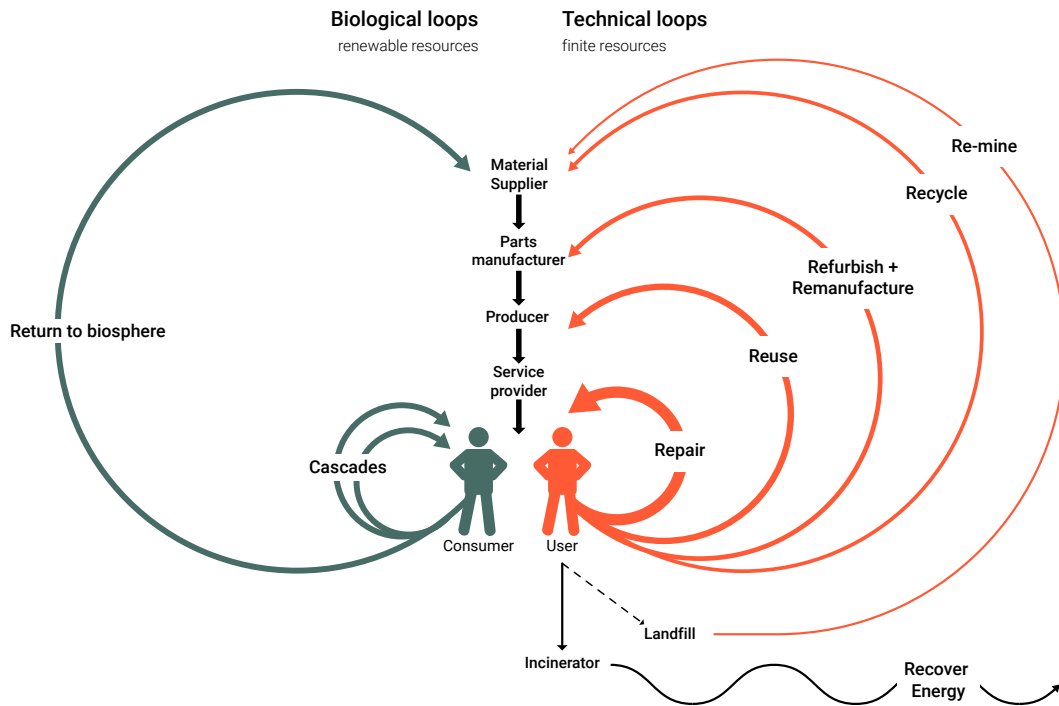 Biological loops
renewable resources
Technical loops
finite resources
Re-mine
Material
Supplier
Recycle
Parts
manufacturer
Refurbish +
Remanufacture
Producer
Return to biosphere
Reuse
Service
provider
Repair
Cascades
Consumer
User
Landfill
Incinerator
Recover
Energy